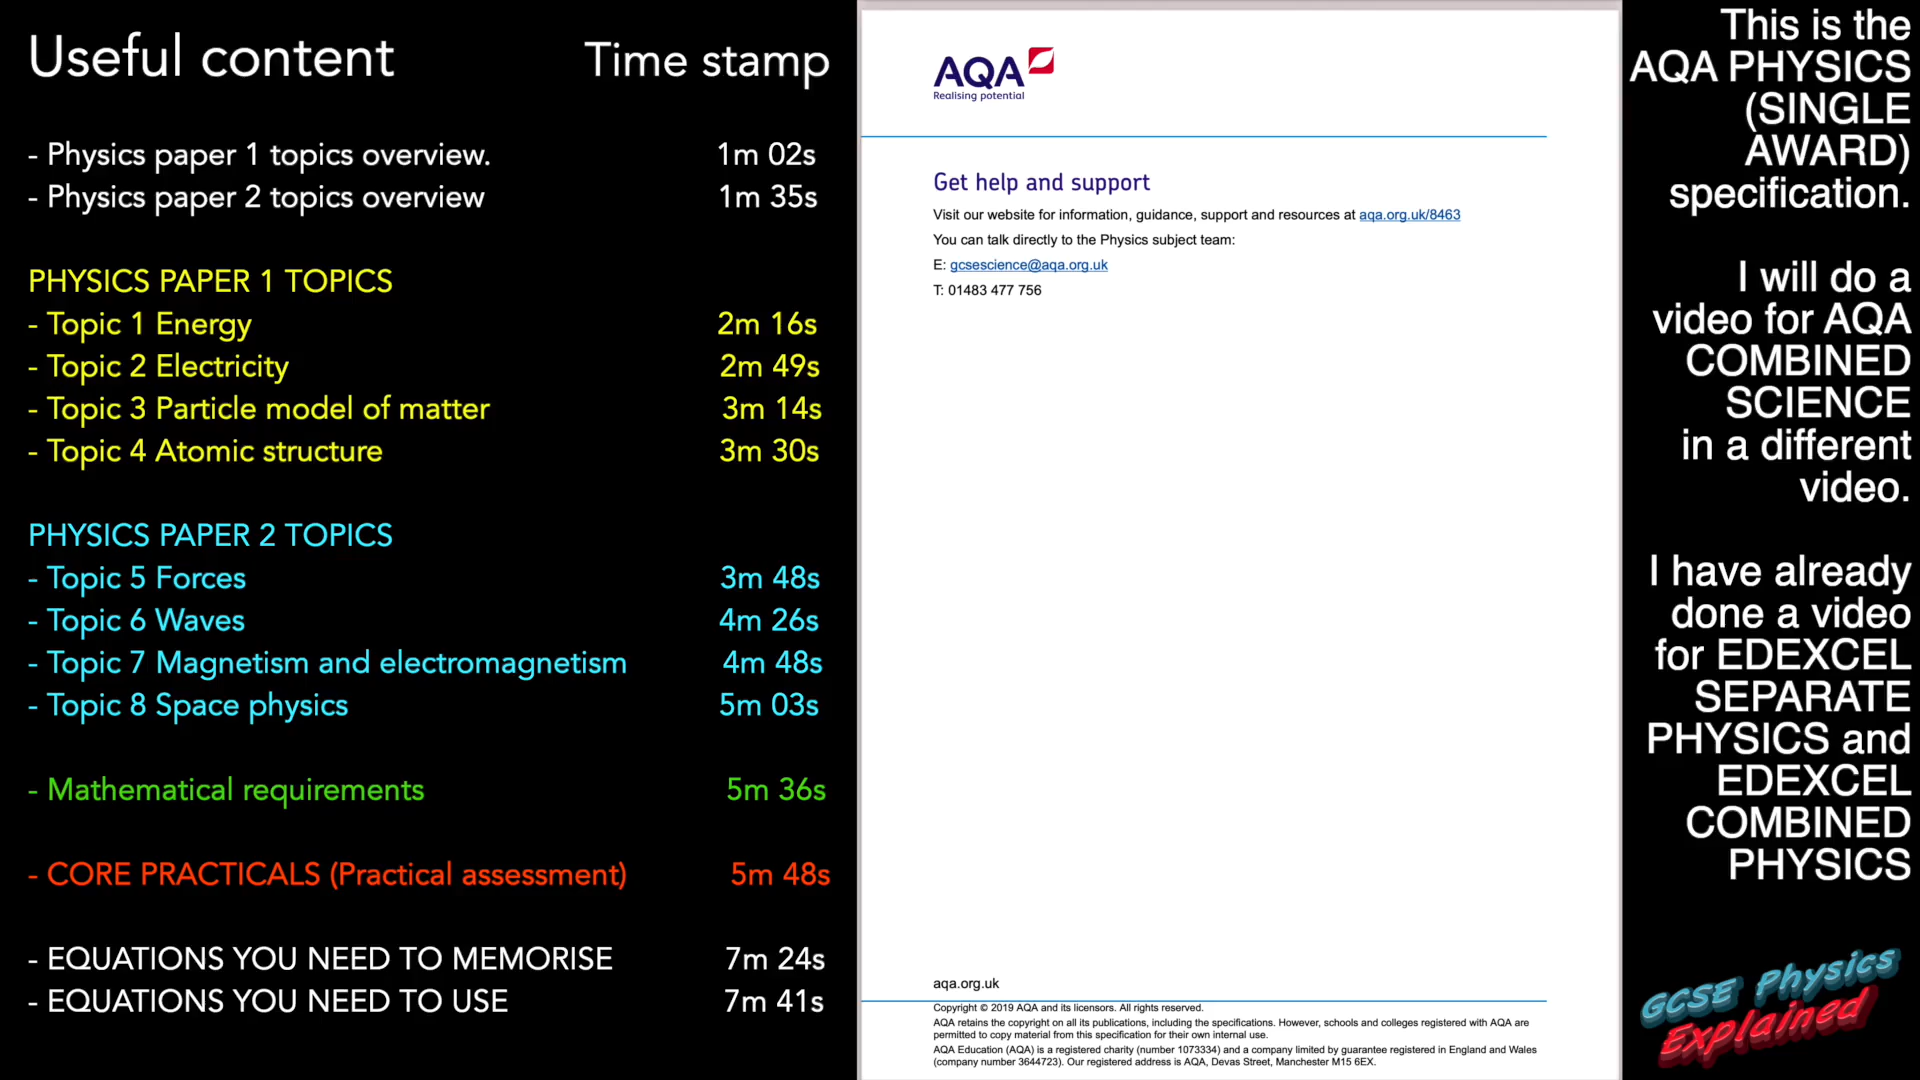 Useful content Time stamp
- Physics paper 1 topics overview. 1m 02s
- Physics paper 2 topics overview 1m 35s
PHYSICS PAPER 1 TOPICS
- Topic 1 Energy 2m 16s
- Topic 2 Electricity 2m 49s
- Topic 3 Particle model of matter 3m 14s
- Topic 4 Atomic structure 3m 30s
PHYSICS PAPER 2 TOPICS
- Topic 5 Forces 3m 48s
- Topic 6 Waves 4m 26s
- Topic 7 Magnetism and electromagnetism 4m 48s
- Topic 8 Space physics 5m 03s
- Mathematical requirements 5m 36s
- CORE PRACTICALS (Practical assessment) 5m 48s
- EQUATIONS YOU NEED TO MEMORISE 7m 24s
- EQUATIONS YOU NEED TO USE 7m 41s
AQA
Realising potential
Get help and support
Visit our website for information, guidance, support and resources at aqa.org.uk/8463
You can talk directly to the Physics subject team:
E: gcsescience@aqa.org.uk
T: 01483 477 756
aqa.org.uk
Copyright © 2019 AQA and its licensors. All rights reserved.
AQA retains the copyright on all its publications, including the specifications. However, schools and colleges registered with AQA are
permitted to copy material from this specification for their own internal use.
AQA Education (AQA) is a registered charity (number 1073334) and a company limited by guarantee registered in England and Wales
(company number 3644723). Our registered address is AQA, Devas Street, Manchester M15 6EX.
This is the
AQA PHYSICS
(SINGLE
AWARD)
specification.
I will do a
video for AQA
COMBINED
SCIENCE
in a different
video.
I have already
done a video
for EDEXCEL
SEPARATE
PHYSICS and
EDEXCEL
COMBINED
PHYSICS
GCSE Physics
Explained